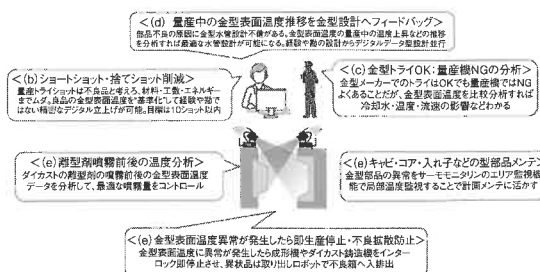 <(d) 量産中の金型表面温度推移を金型設計へフィードバッグ>
部品不良の原因に金型水管設計不備がある。金型表面温度の量産中の温度上昇などの推移
を分析すれば最適な水管設計が可能になる。経験や勘の設計からデジタルデータ型設計並行
<(b)ショートショット・捨てショット削減>
量産トライショットは不良品と考えろ、材料・工数・エネルギー
までムダ。良品の金型表面温度を“基準化”して経験や勘で
はない精密なデジタル立上げが可能。目標は10ショット以内
<(c)金型トライOK:量産機NGの分析>
金型メーカーでのトライはOKでも量産機ではNG
よくあることだが、金型表面温度を比較分析すれば
冷却水・温度・流速の影響などわかる
<(e)離型剤噴霧前後の温度分析>
ダイカストの離型剤の噴霧前後の金型表面温度
データを分析して、最適な噴霧量をコントロール
<(e)キャビ・コア・入れ子などの型部品メンテ>
金型部品の異常をサーモモニタリンのエリア監視機
能で局部温度監視することで計画メンテに活かす
<(e)金型表面温度異常が発生したら即生産停止・不良拡散防止>
金型表面温度に異常が発生したら成形機やダイカスト鋳造機をインター
ロック即停止させ、異状品は取り出しロボットで不良箱へ入排出